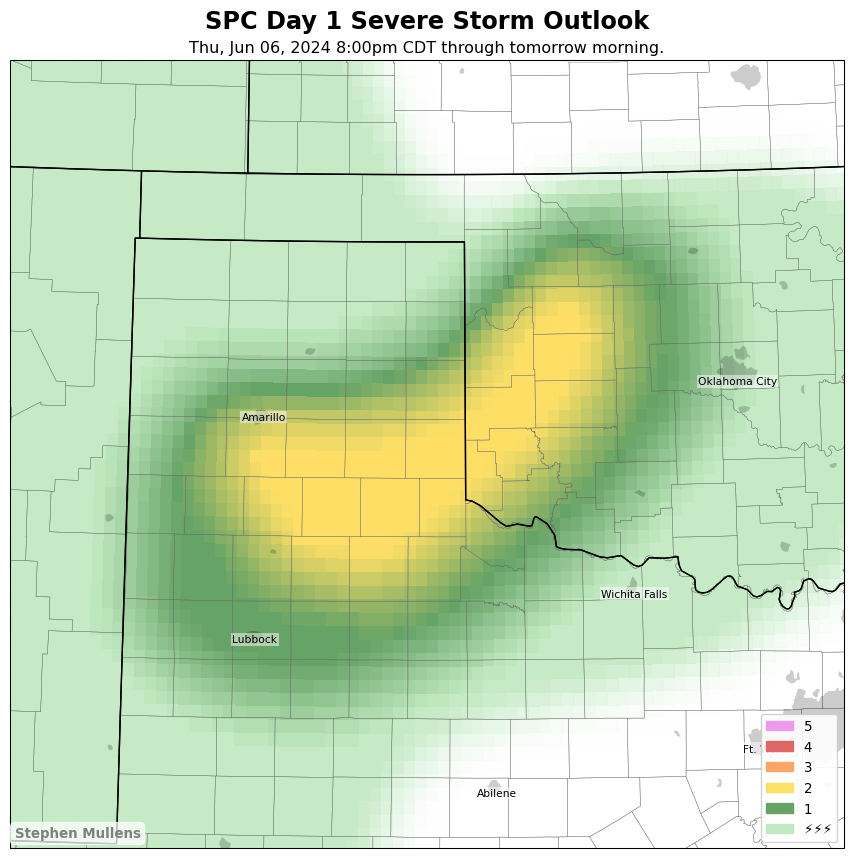 SPC Day 1 Severe Storm Outlook
Thu, Jun 06, 2024 8:00pm CDT through tomorrow morning.
Oklahoma City
Amarillo
Wichita Falls
Lubbock
Ft.
Abilene
5
4
3
2
1
⚡⚡⚡
Stephen Mullens